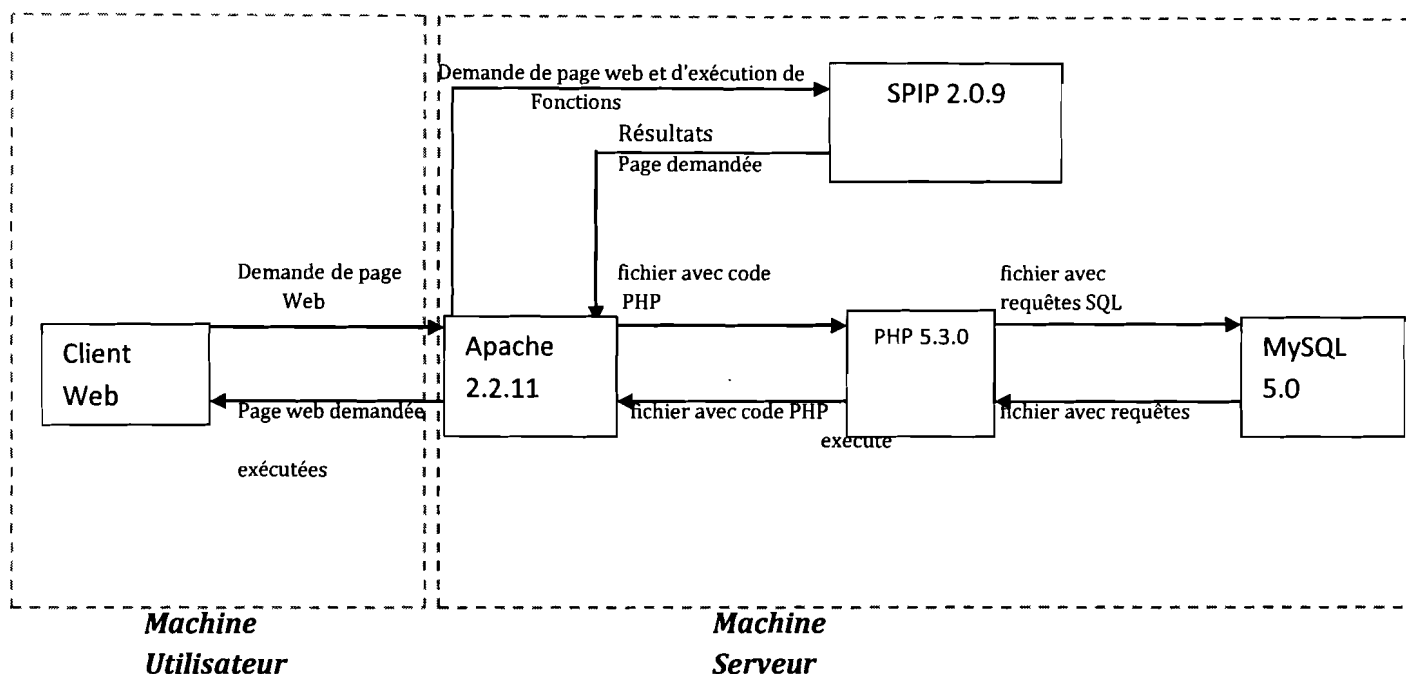 Demande de page web et d'exécution de
Fonctions
SPIP 2.0.9
Résultats
Page demandée
Demande de page
Web
fichier avec code
PHP
fichier avec
requêtes SQL
Client
Web
Apache
2.2.11
PHP 5.3.0
MySQL
5.0
Page web demandée
fichier avec code PHP
exécuté
fichier avec requêtes
exécutées
Machine
Utilisateur
Machine
Serveur